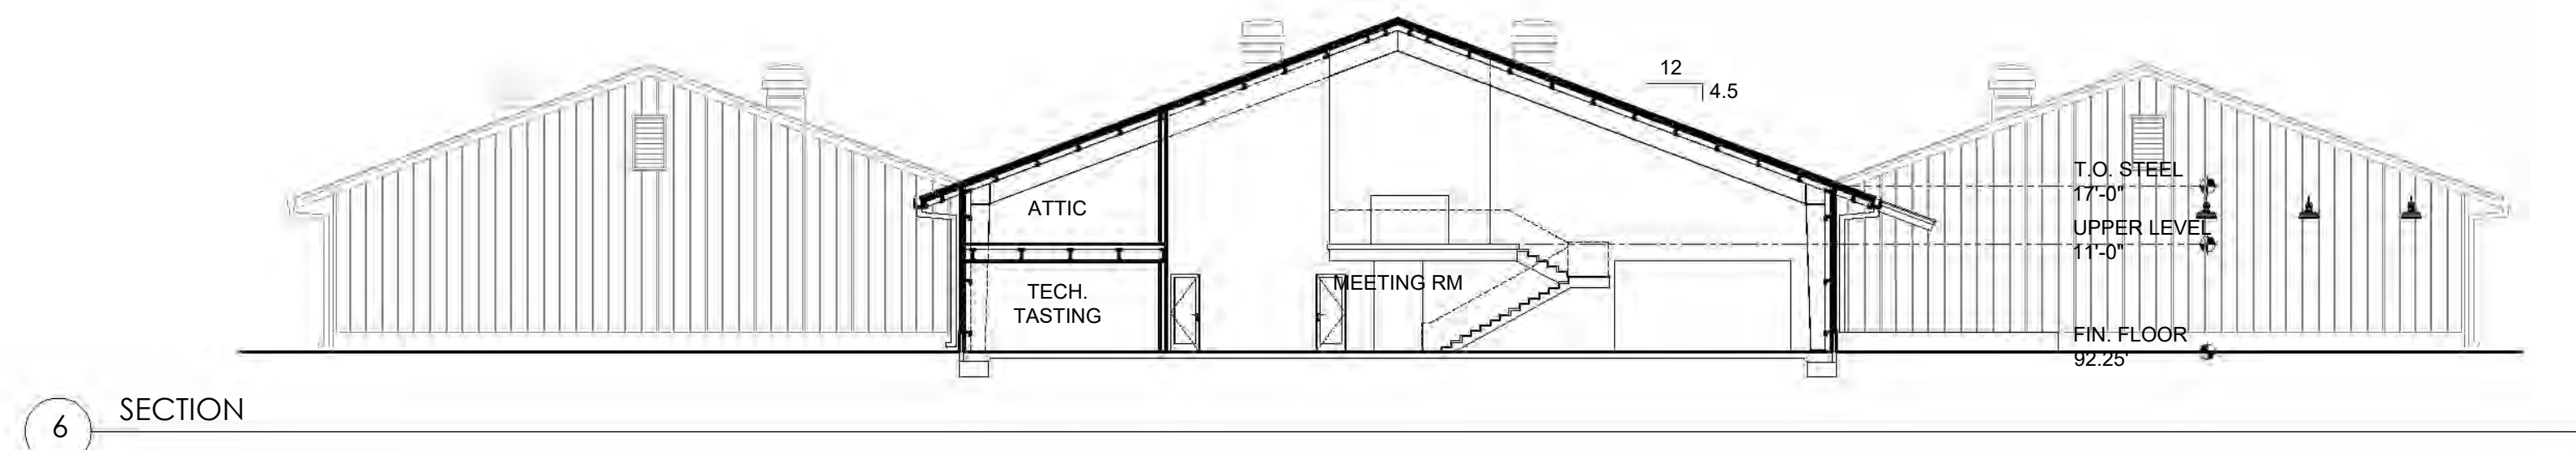 12
4.5
T.O. STEEL
17'-0"
ATTIC
UPPER LEVEL
11'-0"
MEETING RM
TECH.
TASTING
FIN. FLOOR
92.25'
SECTION
6